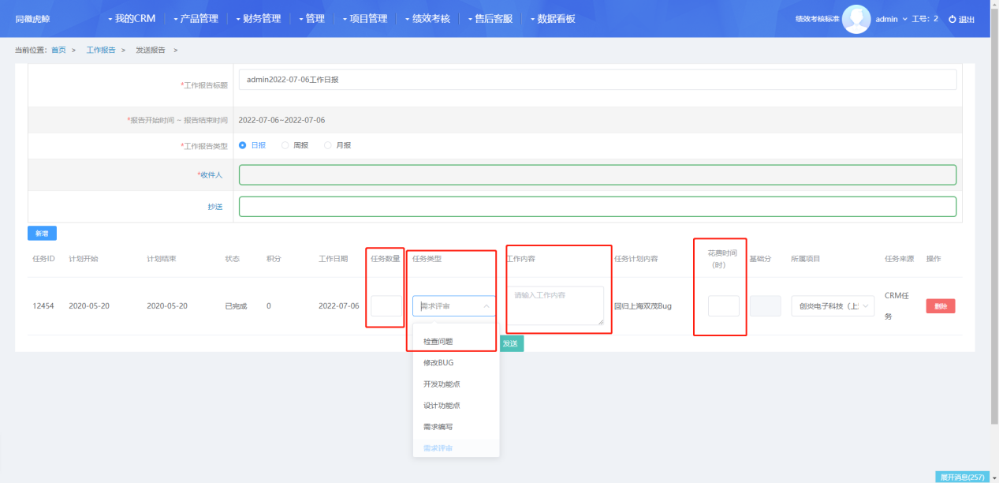 同徽虎鲸 我的CRM 产品管理 财务管理 管理 项目管理 绩效考核 售后客服 数据看板 绩效考核标准 admin 工号：2 退出
当前位置：首页 > 工作报告 > 发送报告 >
*工作报告标题 admin2022-07-06工作日报
*报告开始时间 ~ 报告结束时间 2022-07-06~2022-07-06
*工作报告类型 日报 周报 月报
*收件人
抄送
新增
任务ID 计划开始 计划结束 状态 积分 工作日期 任务数量 任务类型 工作内容 任务计划内容 花费时间（时） 基础分 所属项目 任务来源 操作
12454 2020-05-20 2020-05-20 已完成 0 2022-07-06 需求评审 请输入工作内容 回归上海双茂Bug 创炎电子科技（上 CRM任务 删除
检查问题
发送
修改BUG
开发功能点
设计功能点
需求编写
需求评审
展开消息(257)